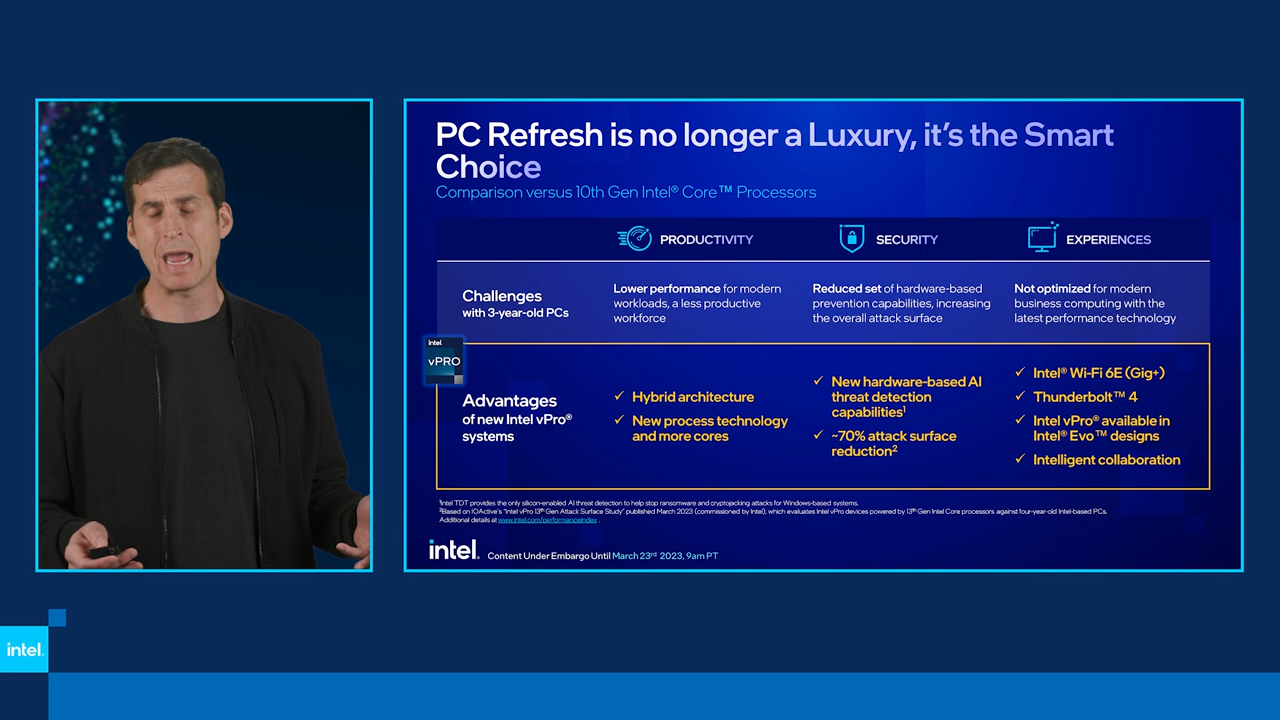 PC Refresh is no longer a Luxury, it's the Smart
Choice
Comparison versus 10th Gen Intel® Core™ Processors
PRODUCTIVITY
SECURITY
EXPERIENCES
Challenges
with 3-year-old PCs
Lower performance for modern
workloads, a less productive
workforce
Reduced set of hardware-based
prevention capabilities, increasing
the overall attack surface
Not optimized for modern
business computing with the
latest performance technology
intel
vPRO
Advantages
of new Intel vPro®
systems
✓ Hybrid architecture
✓ New process technology
and more cores
✓ New hardware-based AI
threat detection
capabilities¹
✓ ~70% attack surface
reduction²
✓ Intel® Wi-Fi 6E (Gig+)
✓ Thunderbolt™ 4
✓ Intel vPro® available in
Intel® Evo™ designs
✓ Intelligent collaboration
¹Intel TDT provides the only silicon-enabled AI threat detection to help stop ransomware and cryptojacking attacks for Windows-based systems.
²Based on IOActive's "Intel vPro 13th Gen Attack Surface Study" published March 2023 (commissioned by Intel), which evaluates Intel vPro devices powered by 13th Gen Intel Core processors against four-year-old Intel-based PCs.
Additional details at www.intel.com/performanceindex .
intel.
Content Under Embargo Until March 23rd 2023, 9am PT
intel.